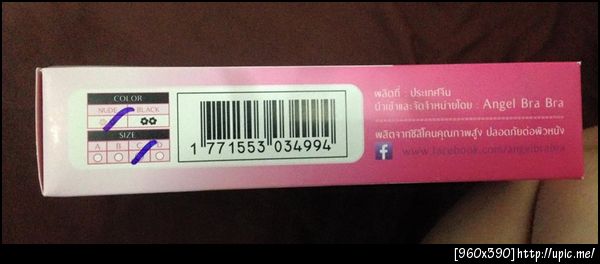 COLOR
NUDE BLACK
SIZE
A B C D
1 771553 034994
ผลิตที่ : ประเทศจีน
นำเข้าและจัดจำหน่ายโดย : Angel Bra Bra
ผลิตจากซิลิโคนคุณภาพสูง ปลอดภัยต่อผิวหนัง
f www.facebook.com/angelbrabra
[960x390]http://upic.me/